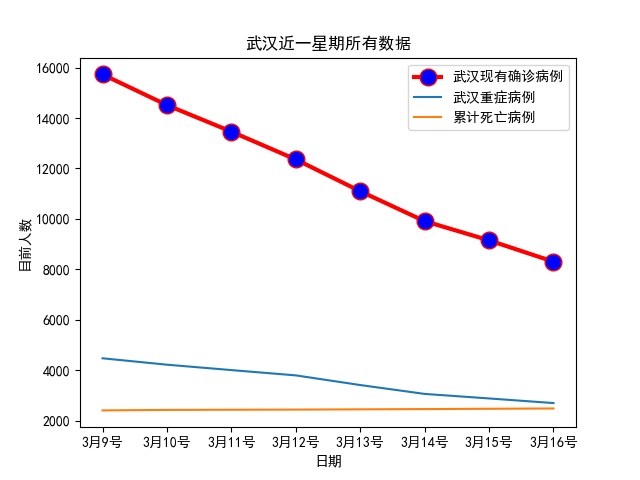 武汉近一星期所有数据
武汉现有确诊病例
武汉重症病例
累计死亡病例
目前人数
16000
14000
12000
10000
8000
6000
4000
2000
3月9号 3月10号 3月11号 3月12号 3月13号 3月14号 3月15号 3月16号
日期